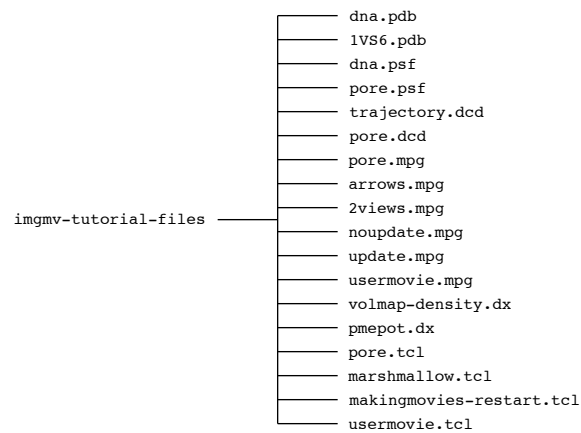 dna.pdb
1VS6.pdb
dna.psf
pore.psf
trajectory.dcd
pore.dcd
pore.mpg
arrows.mpg
2views.mpg
imgmv-tutorial-files
noupdate.mpg
update.mpg
usermovie.mpg
volmap-density.dx
pmepot.dx
pore.tcl
marshmallow.tcl
makingmovies-restart.tcl
usermovie.tcl